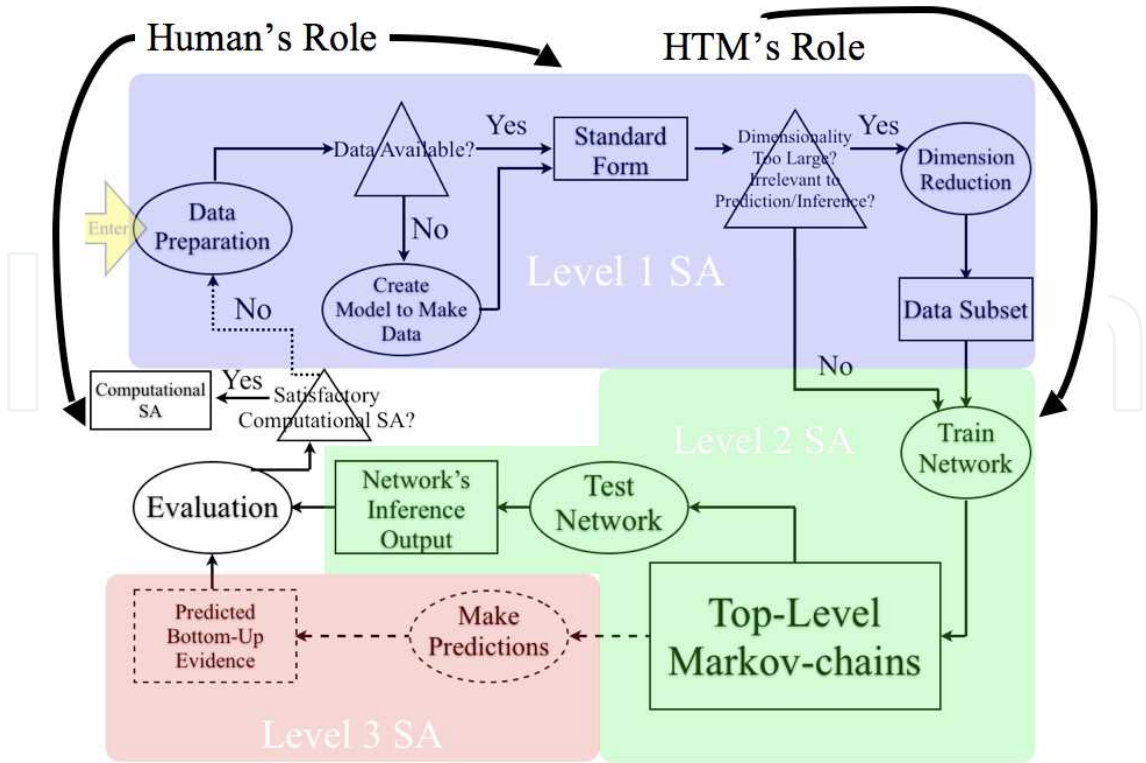 Human's Role
HTM's Role
Data Available?
Yes
Standard
Form
Dimensionality
Too Large?
Irrelevant to
Prediction/Inference?
Yes
Dimension
Reduction
Enter
Data
Preparation
No
Create
Model to Make
Data
Level 1 SA
Data Subset
No
No
Computational
SA
Yes
Satisfactory
Computational SA?
Level 2 SA
Train
Network
Evaluation
Network's
Inference
Output
Test
Network
Top-Level
Markov-chains
Predicted
Bottom-Up
Evidence
Make
Predictions
Level 3 SA